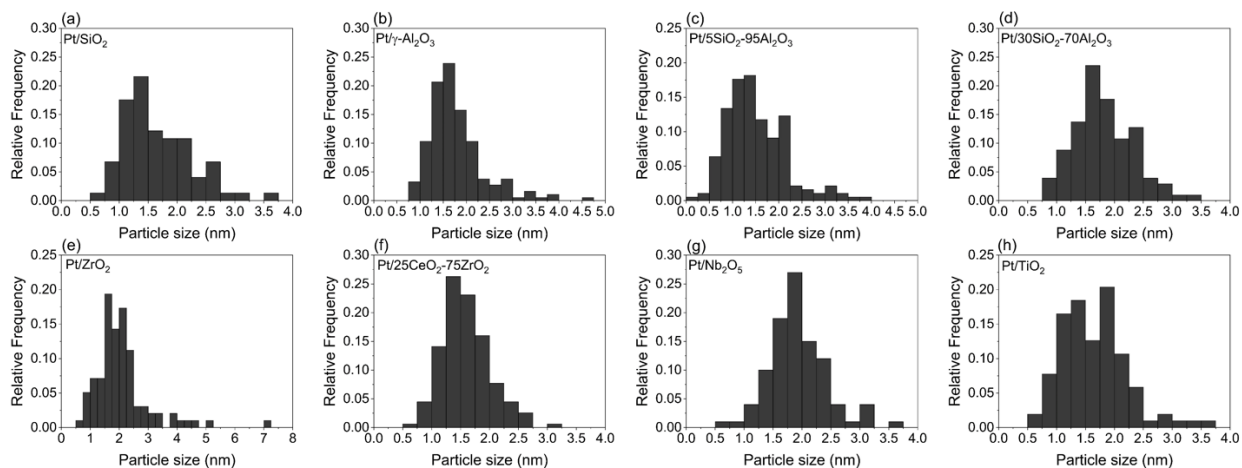 (a)
Pt/SiO₂
Relative Frequency
0.30
0.25
0.20
0.15
0.10
0.05
0.00
0.0 0.5 1.0 1.5 2.0 2.5 3.0 3.5 4.0
Particle size (nm)
(b)
Pt/γ-Al₂O₃
Relative Frequency
0.30
0.25
0.20
0.15
0.10
0.05
0.00
0.0 0.5 1.0 1.5 2.0 2.5 3.0 3.5 4.0 4.5 5.0
Particle size (nm)
(c)
Pt/5SiO₂-95Al₂O₃
Relative Frequency
0.25
0.20
0.15
0.10
0.05
0.00
0.0 0.5 1.0 1.5 2.0 2.5 3.0 3.5 4.0 4.5 5.0
Particle size (nm)
(d)
Pt/30SiO₂-70Al₂O₃
Relative Frequency
0.30
0.25
0.20
0.15
0.10
0.05
0.00
0.0 0.5 1.0 1.5 2.0 2.5 3.0 3.5 4.0
Particle size (nm)
(e)
Pt/ZrO₂
Relative Frequency
0.25
0.20
0.15
0.10
0.05
0.00
1 2 3 4 5 6 7 8
Particle size (nm)
(f)
Pt/25CeO₂-75ZrO₂
Relative Frequency
0.30
0.25
0.20
0.15
0.10
0.05
0.00
0.0 0.5 1.0 1.5 2.0 2.5 3.0 3.5 4.0
Particle size (nm)
(g)
Pt/Nb₂O₅
Relative Frequency
0.30
0.25
0.20
0.15
0.10
0.05
0.00
0.0 0.5 1.0 1.5 2.0 2.5 3.0 3.5 4.0
Particle size (nm)
(h)
Pt/TiO₂
Relative Frequency
0.25
0.20
0.15
0.10
0.05
0.00
0.0 0.5 1.0 1.5 2.0 2.5 3.0 3.5 4.0
Particle size (nm)